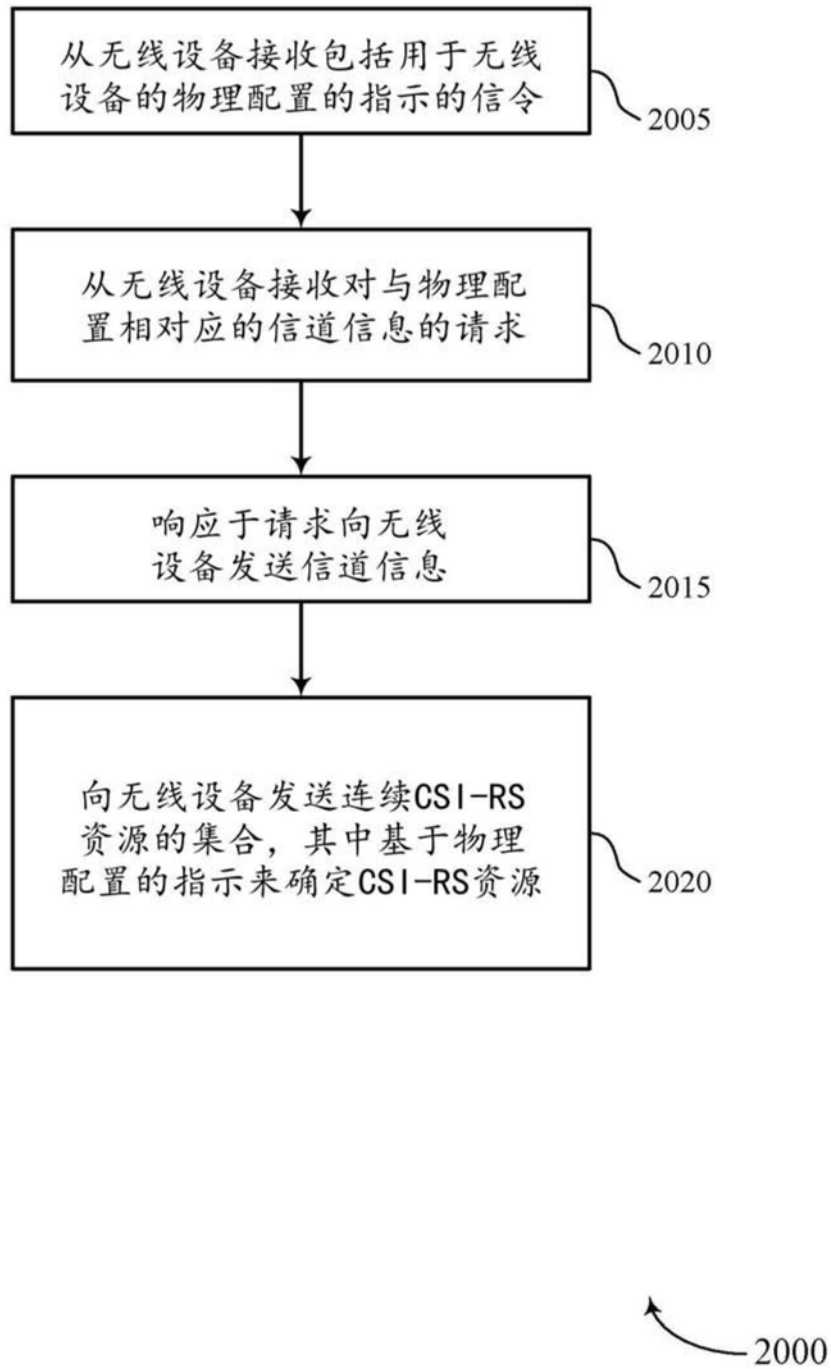 从无线设备接收包括用于无线
设备的物理配置的指示的信令
2005
从无线设备接收对与物理配
置相对应的信道信息的请求
2010
响应于请求向无线
设备发送信道信息
2015
向无线设备发送连续CSI-RS
资源的集合，其中基于物理
配置的指示来确定CSI-RS资源
2020
2000